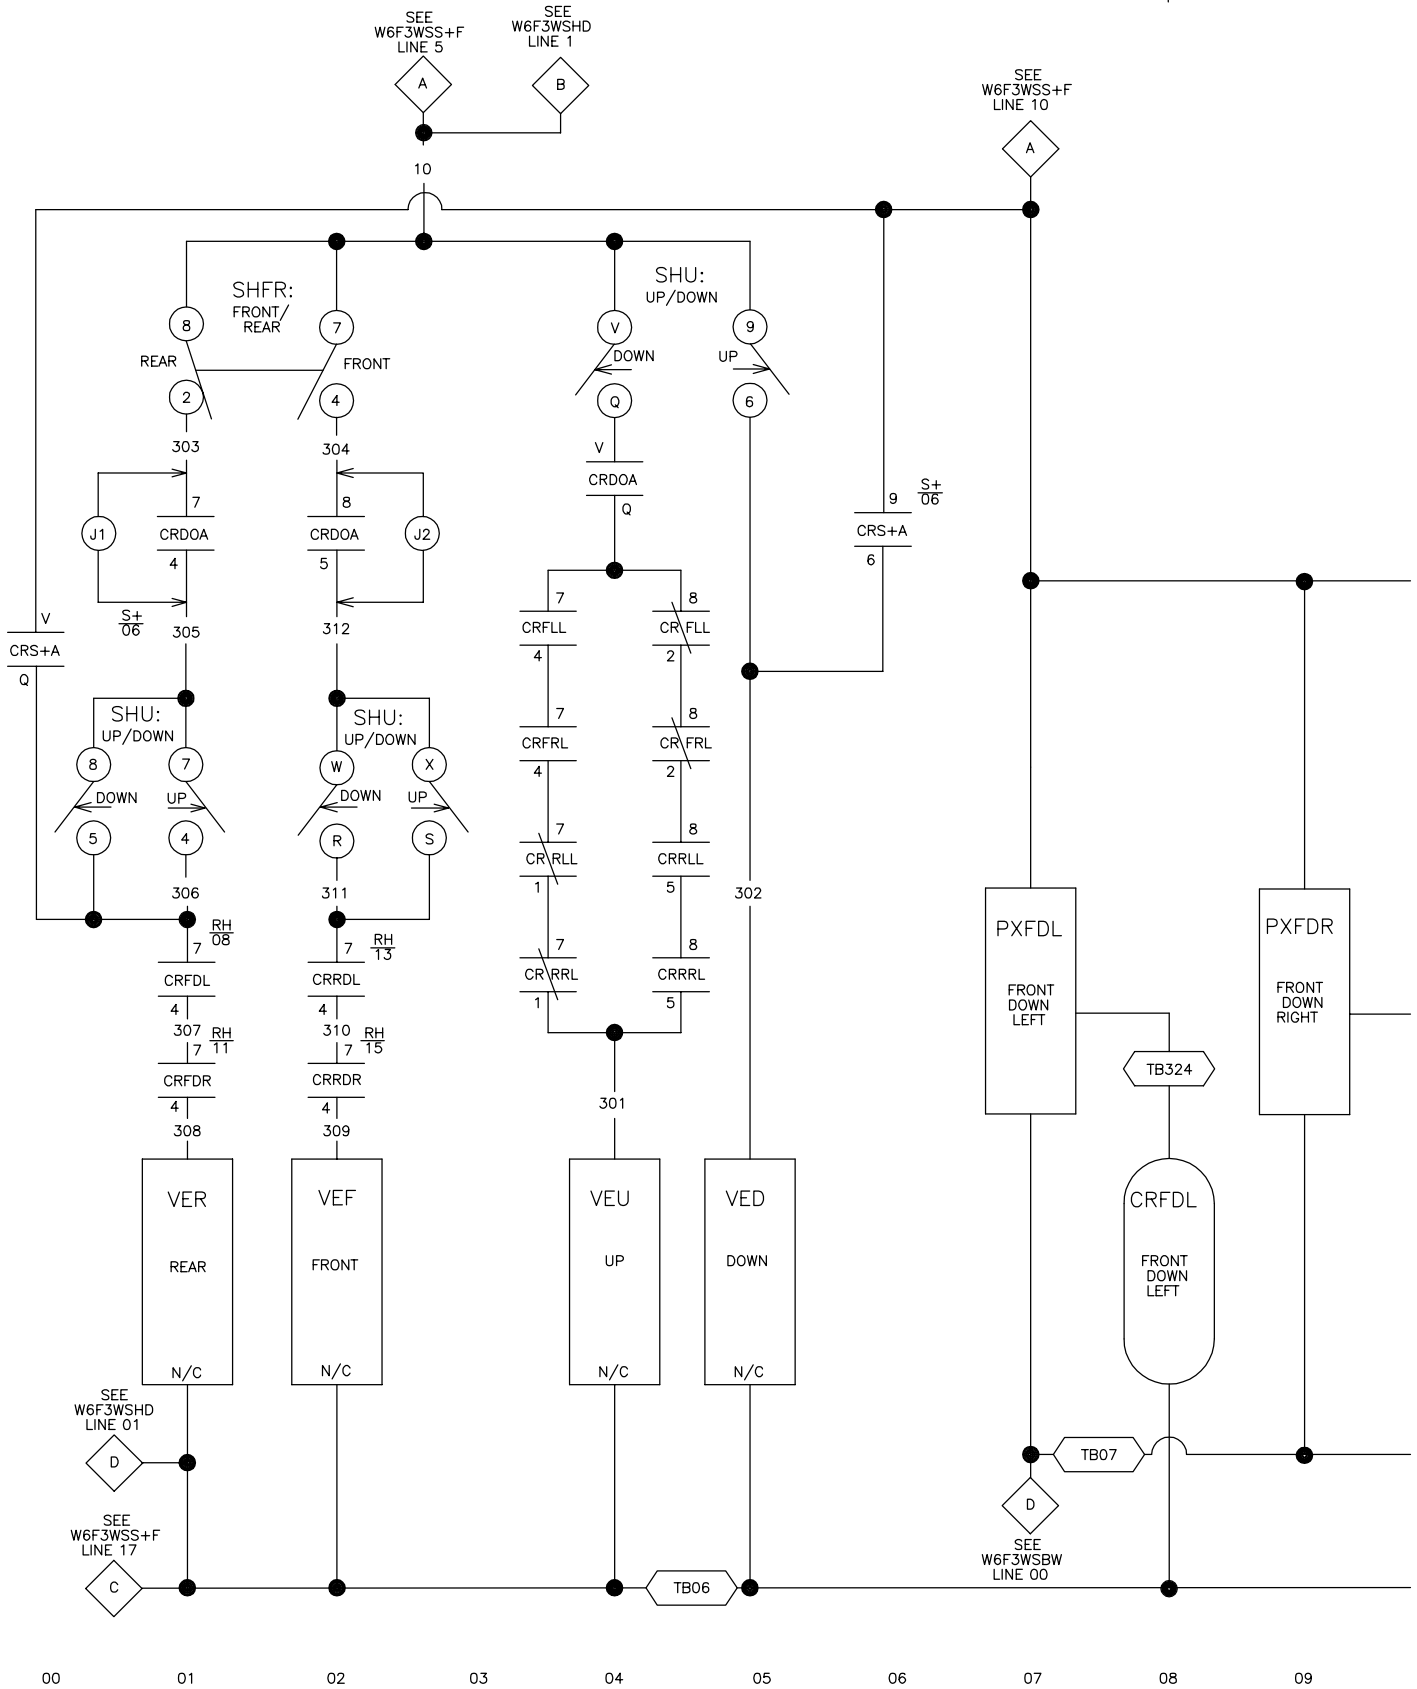 SEE
W6F3WSS+F
LINE 5
A
SEE
W6F3WSHD
LINE 1
B
SEE
W6F3WSS+F
LINE 10
A
10
SHFR:
FRONT/
REAR
SHU:
UP/DOWN
8
7
V
9
REAR
FRONT
DOWN
UP
2
4
Q
6
303
304
V
CRDOA
Q
7
8
9
S+
06
J1
CRDOA
CRDOA
J2
CRS+A
4
5
6
S+
06
305
312
V
CRS+A
Q
7
CRFLL
4
8
CR FLL
2
SHU:
UP/DOWN
SHU:
UP/DOWN
7
CRFRL
4
8
CR FRL
2
8
7
W
X
DOWN
UP
DOWN
UP
5
4
R
S
7
CR RLL
1
8
CRRLL
5
306
311
302
RH
08
7
CRFDL
4
RH
13
7
CRRDL
4
7
CR RRL
1
8
CRRRL
5
307
310
RH
11
7
CRFDR
4
RH
15
7
CRRDR
4
308
309
301
PXFDL
FRONT
DOWN
LEFT
PXFDR
FRONT
DOWN
RIGHT
TB324
VER
REAR
N/C
VEF
FRONT
N/C
VEU
UP
N/C
VED
DOWN
N/C
CRFDL
FRONT
DOWN
LEFT
SEE
W6F3WSHD
LINE 01
D
TB07
D
SEE
W6F3WSBW
LINE 00
SEE
W6F3WSS+F
LINE 17
C
TB06
00 01 02 03 04 05 06 07 08 09